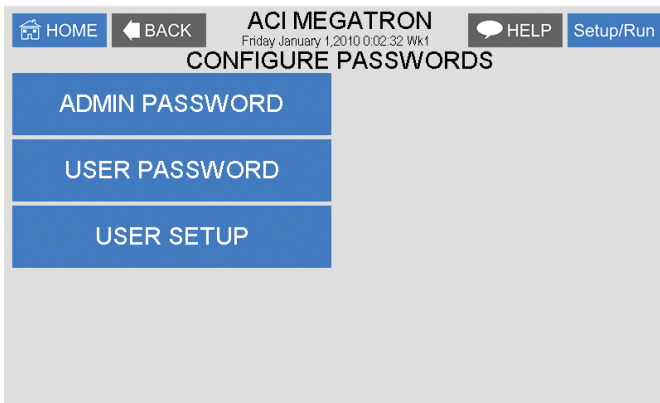 HOME BACK ACI MEGATRON HELP Setup/Run
Friday January 1,2010 0:02:32 Wk1
CONFIGURE PASSWORDS
ADMIN PASSWORD
USER PASSWORD
USER SETUP